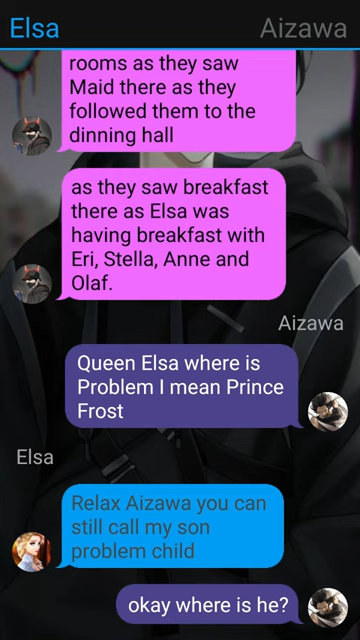 Elsa Aizawa
rooms as they saw
Maid there as they
followed them to the
dinning hall
as they saw breakfast
there as Elsa was
having breakfast with
Eri, Stella, Anne and
Olaf.
Aizawa
Queen Elsa where is
Problem I mean Prince
Frost
Elsa
Relax Aizawa you can
still call my son
problem child
okay where is he?